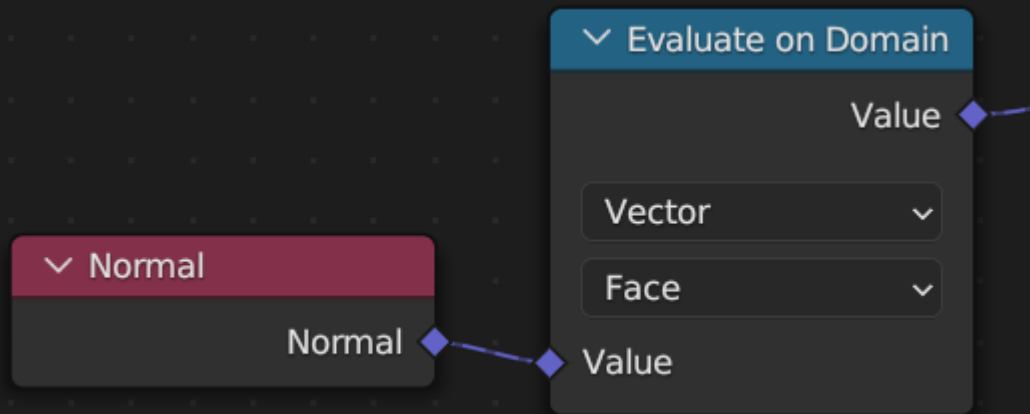 Evaluate on Domain
Value
Vector
Face
Value
Normal
Normal